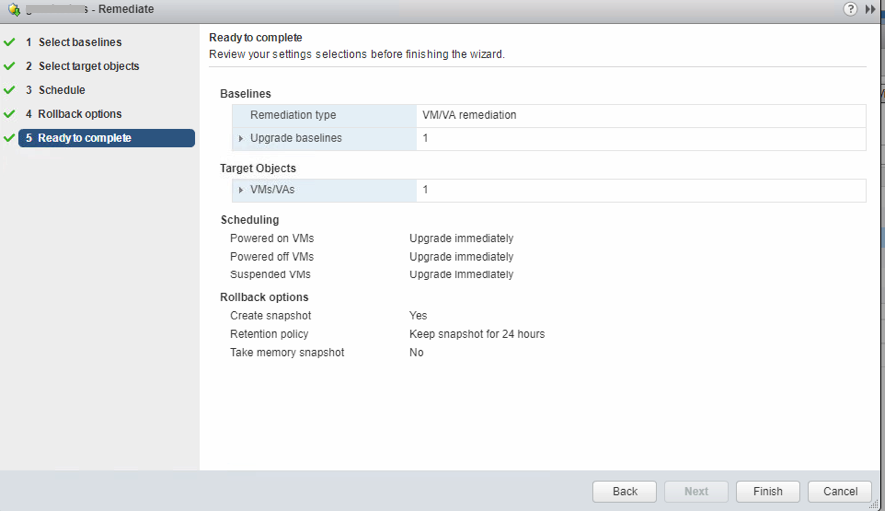 s - Remediate
?
1 Select baselines
2 Select target objects
3 Schedule
4 Rollback options
5 Ready to complete
Ready to complete
Review your settings selections before finishing the wizard.
Baselines
Remediation type VM/VA remediation
Upgrade baselines 1
Target Objects
VMs/VAs 1
Scheduling
Powered on VMs Upgrade immediately
Powered off VMs Upgrade immediately
Suspended VMs Upgrade immediately
Rollback options
Create snapshot Yes
Retention policy Keep snapshot for 24 hours
Take memory snapshot No
Back Next Finish Cancel